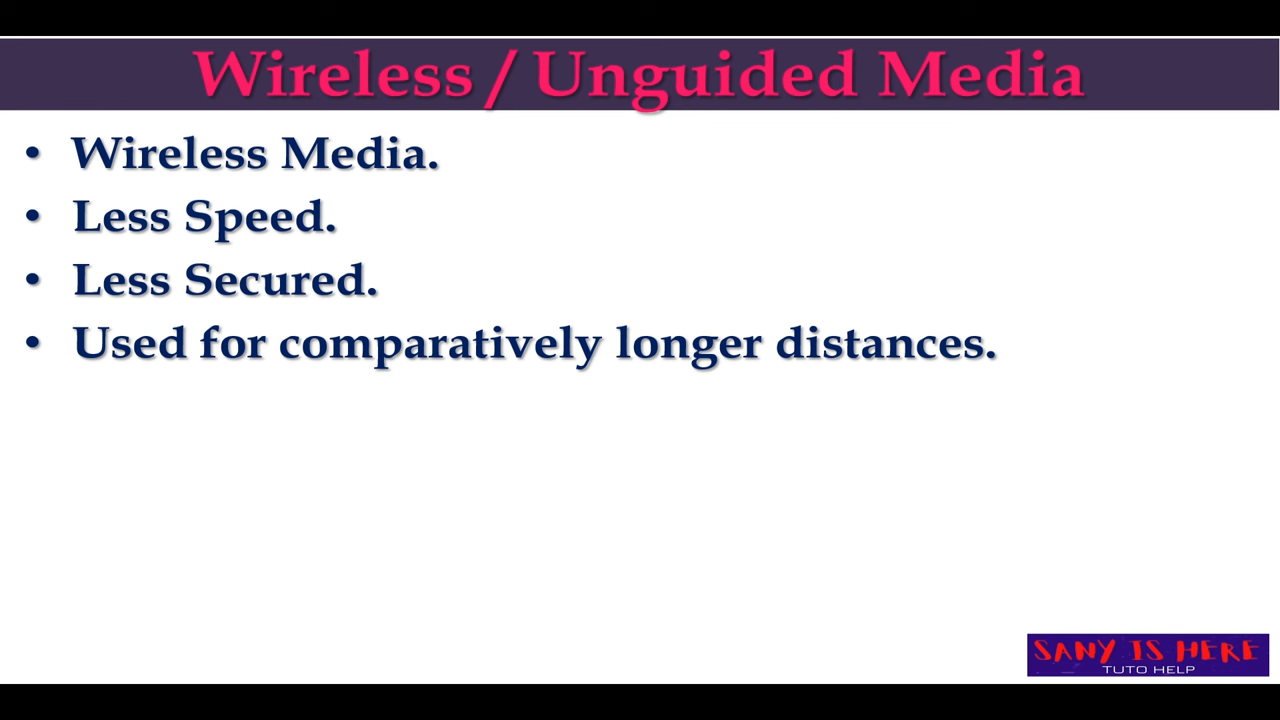 Wireless / Unguided Media
• Wireless Media.
• Less Speed.
• Less Secured.
• Used for comparatively longer distances.
SANY IS HERE
TUTO HELP